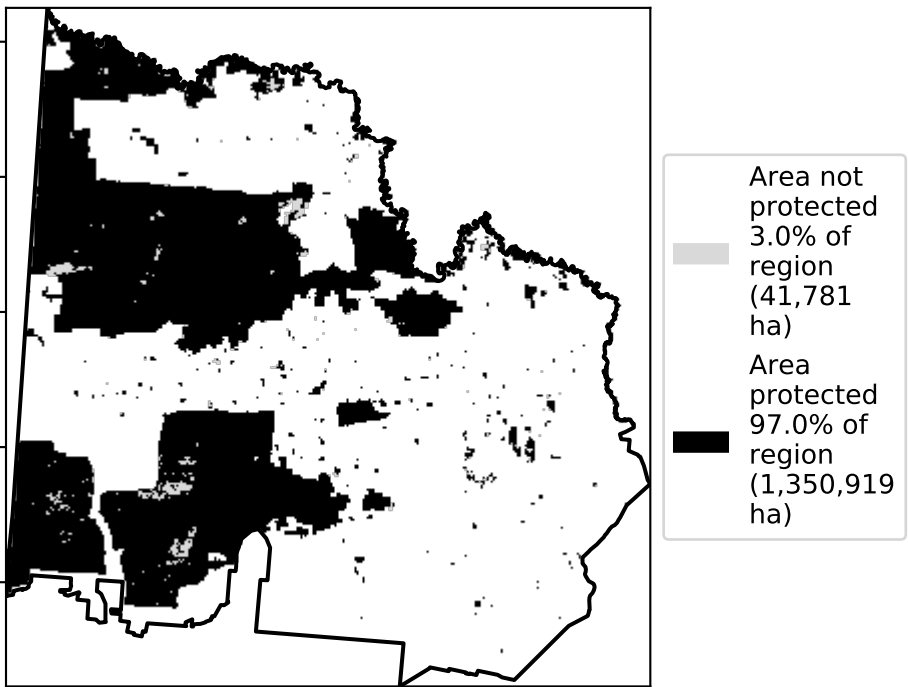 Area not
protected
3.0% of
region
(41,781
ha)
Area
protected
97.0% of
region
(1,350,919
ha)